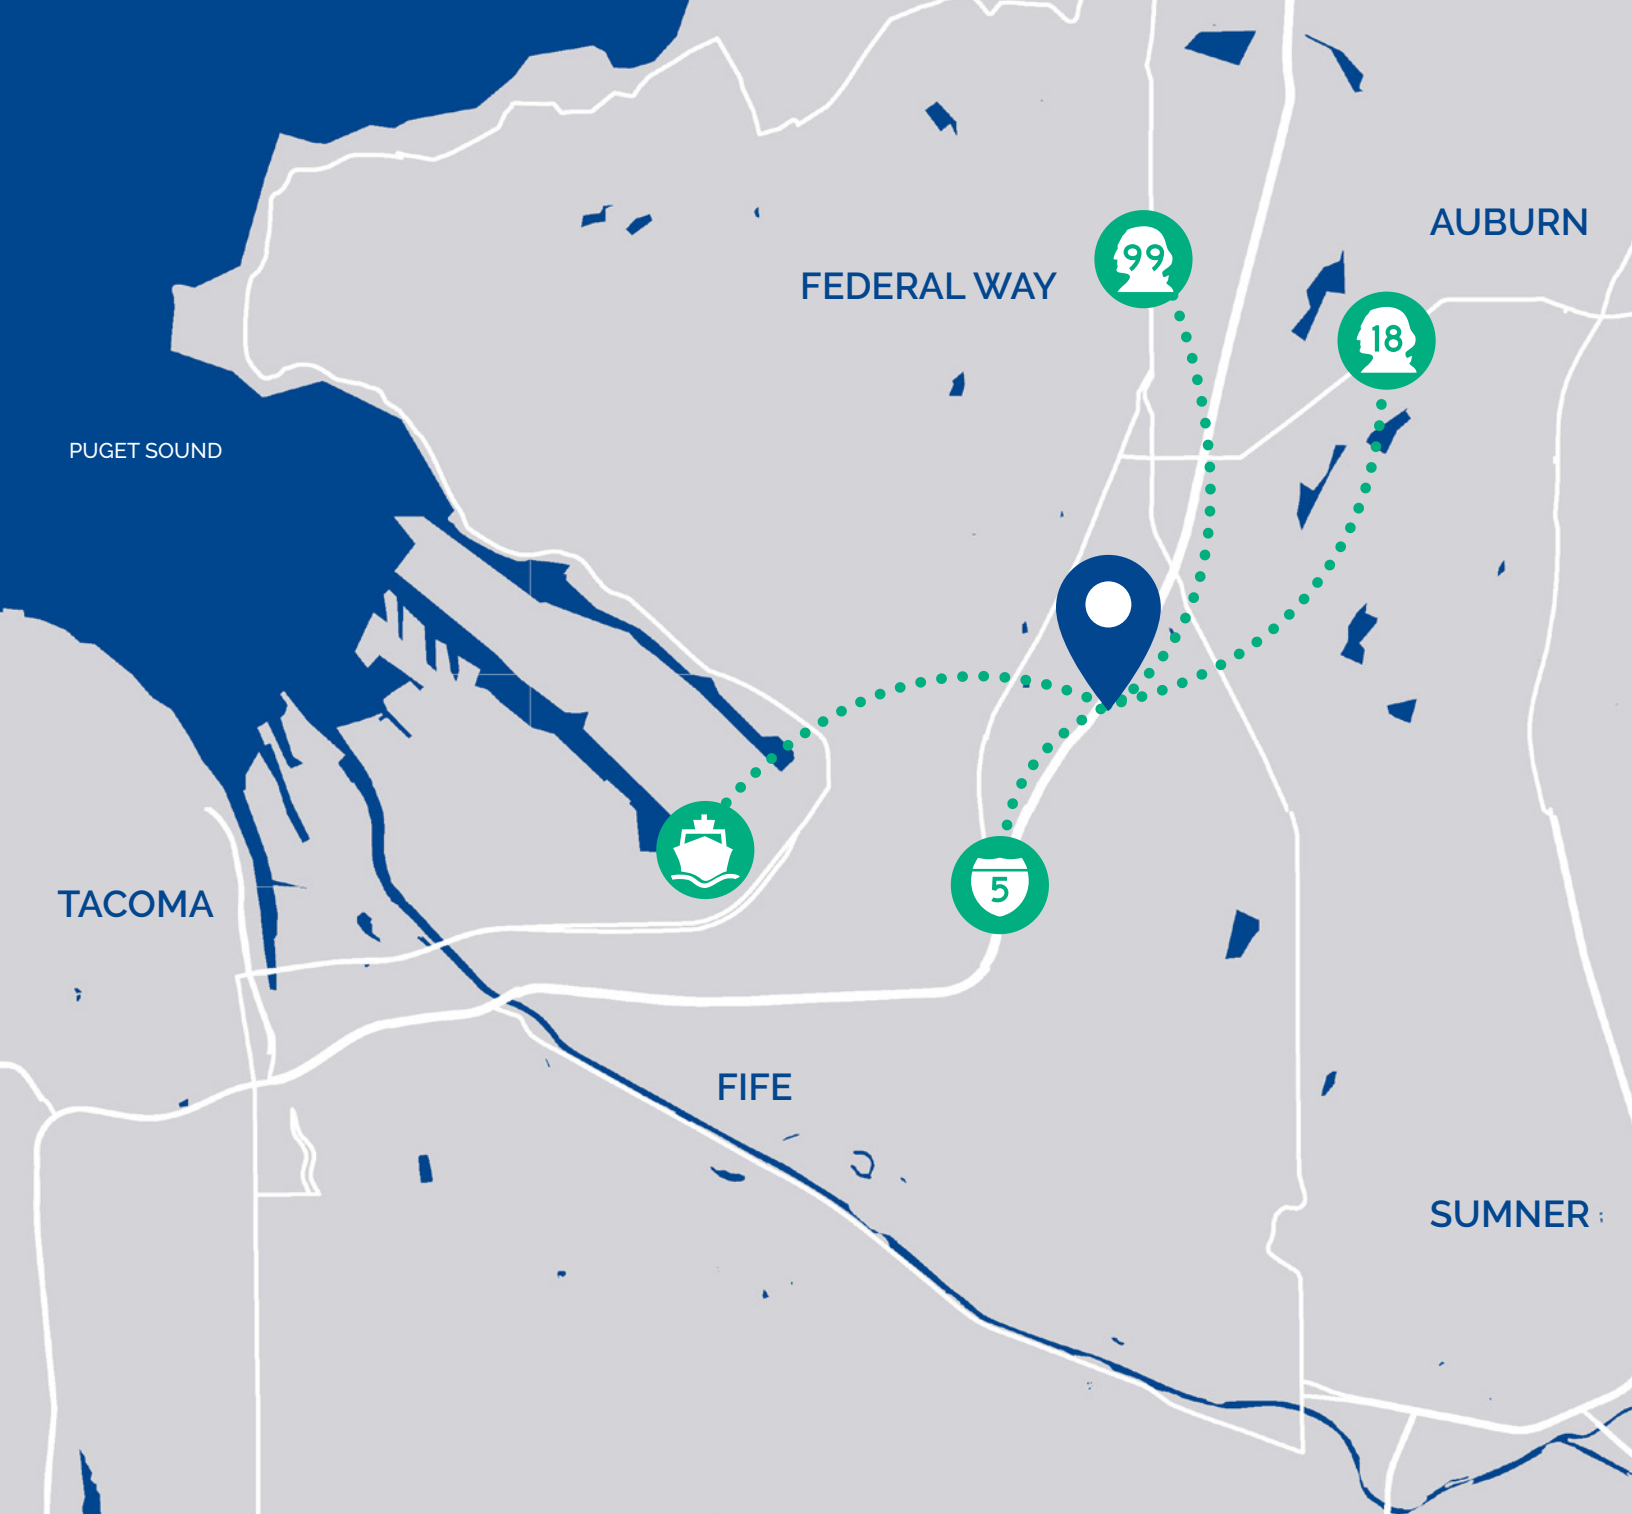 AUBURN
99
FEDERAL WAY
18
PUGET SOUND
5
TACOMA
FIFE
SUMNER